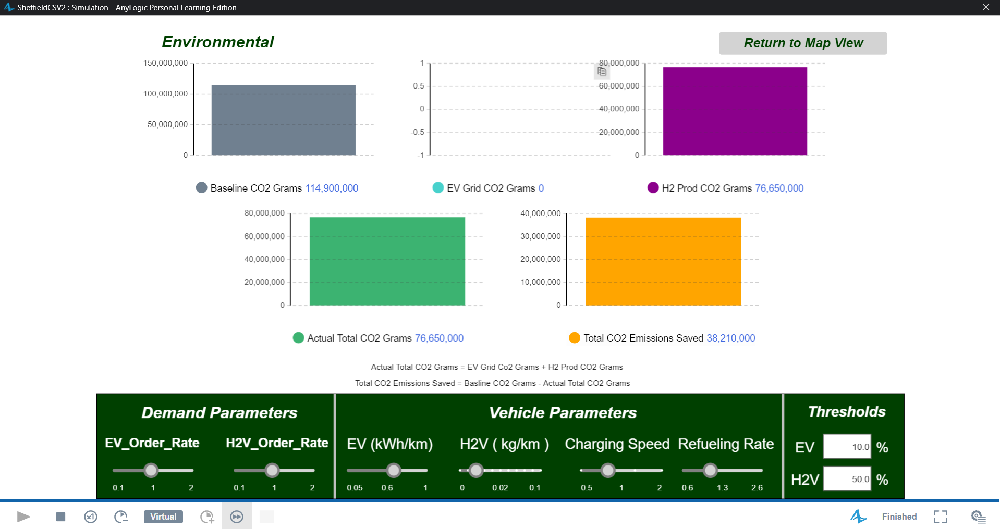 SheffieldCSV2 : Simulation - AnyLogic Personal Learning Edition
Environmental
Return to Map View
150,000,000
100,000,000
50,000,000
0
1
0.5
0
-0.5
-1
80,000,000
60,000,000
40,000,000
20,000,000
0
Baseline CO2 Grams 114,900,000
EV Grid CO2 Grams 0
H2 Prod CO2 Grams 76,650,000
80,000,000
60,000,000
40,000,000
20,000,000
0
40,000,000
30,000,000
20,000,000
10,000,000
0
Actual Total CO2 Grams 76,650,000
Total CO2 Emissions Saved 38,210,000
Actual Total CO2 Grams = EV Grid Co2 Grams + H2 Prod CO2 Grams
Total CO2 Emissions Saved = Basline CO2 Grams - Actual Total CO2 Grams
Demand Parameters
EV_Order_Rate
0.1 1 2
H2V_Order_Rate
0.1 1 2
Vehicle Parameters
EV (kWh/km)
0.05 0.6 1
H2V ( kg/km )
0 0.02 0.1
Charging Speed
0.5 1 2
Refueling Rate
0.6 1.3 2.6
Thresholds
EV 10.0 %
H2V 50.0 %
x1
Virtual
Finished